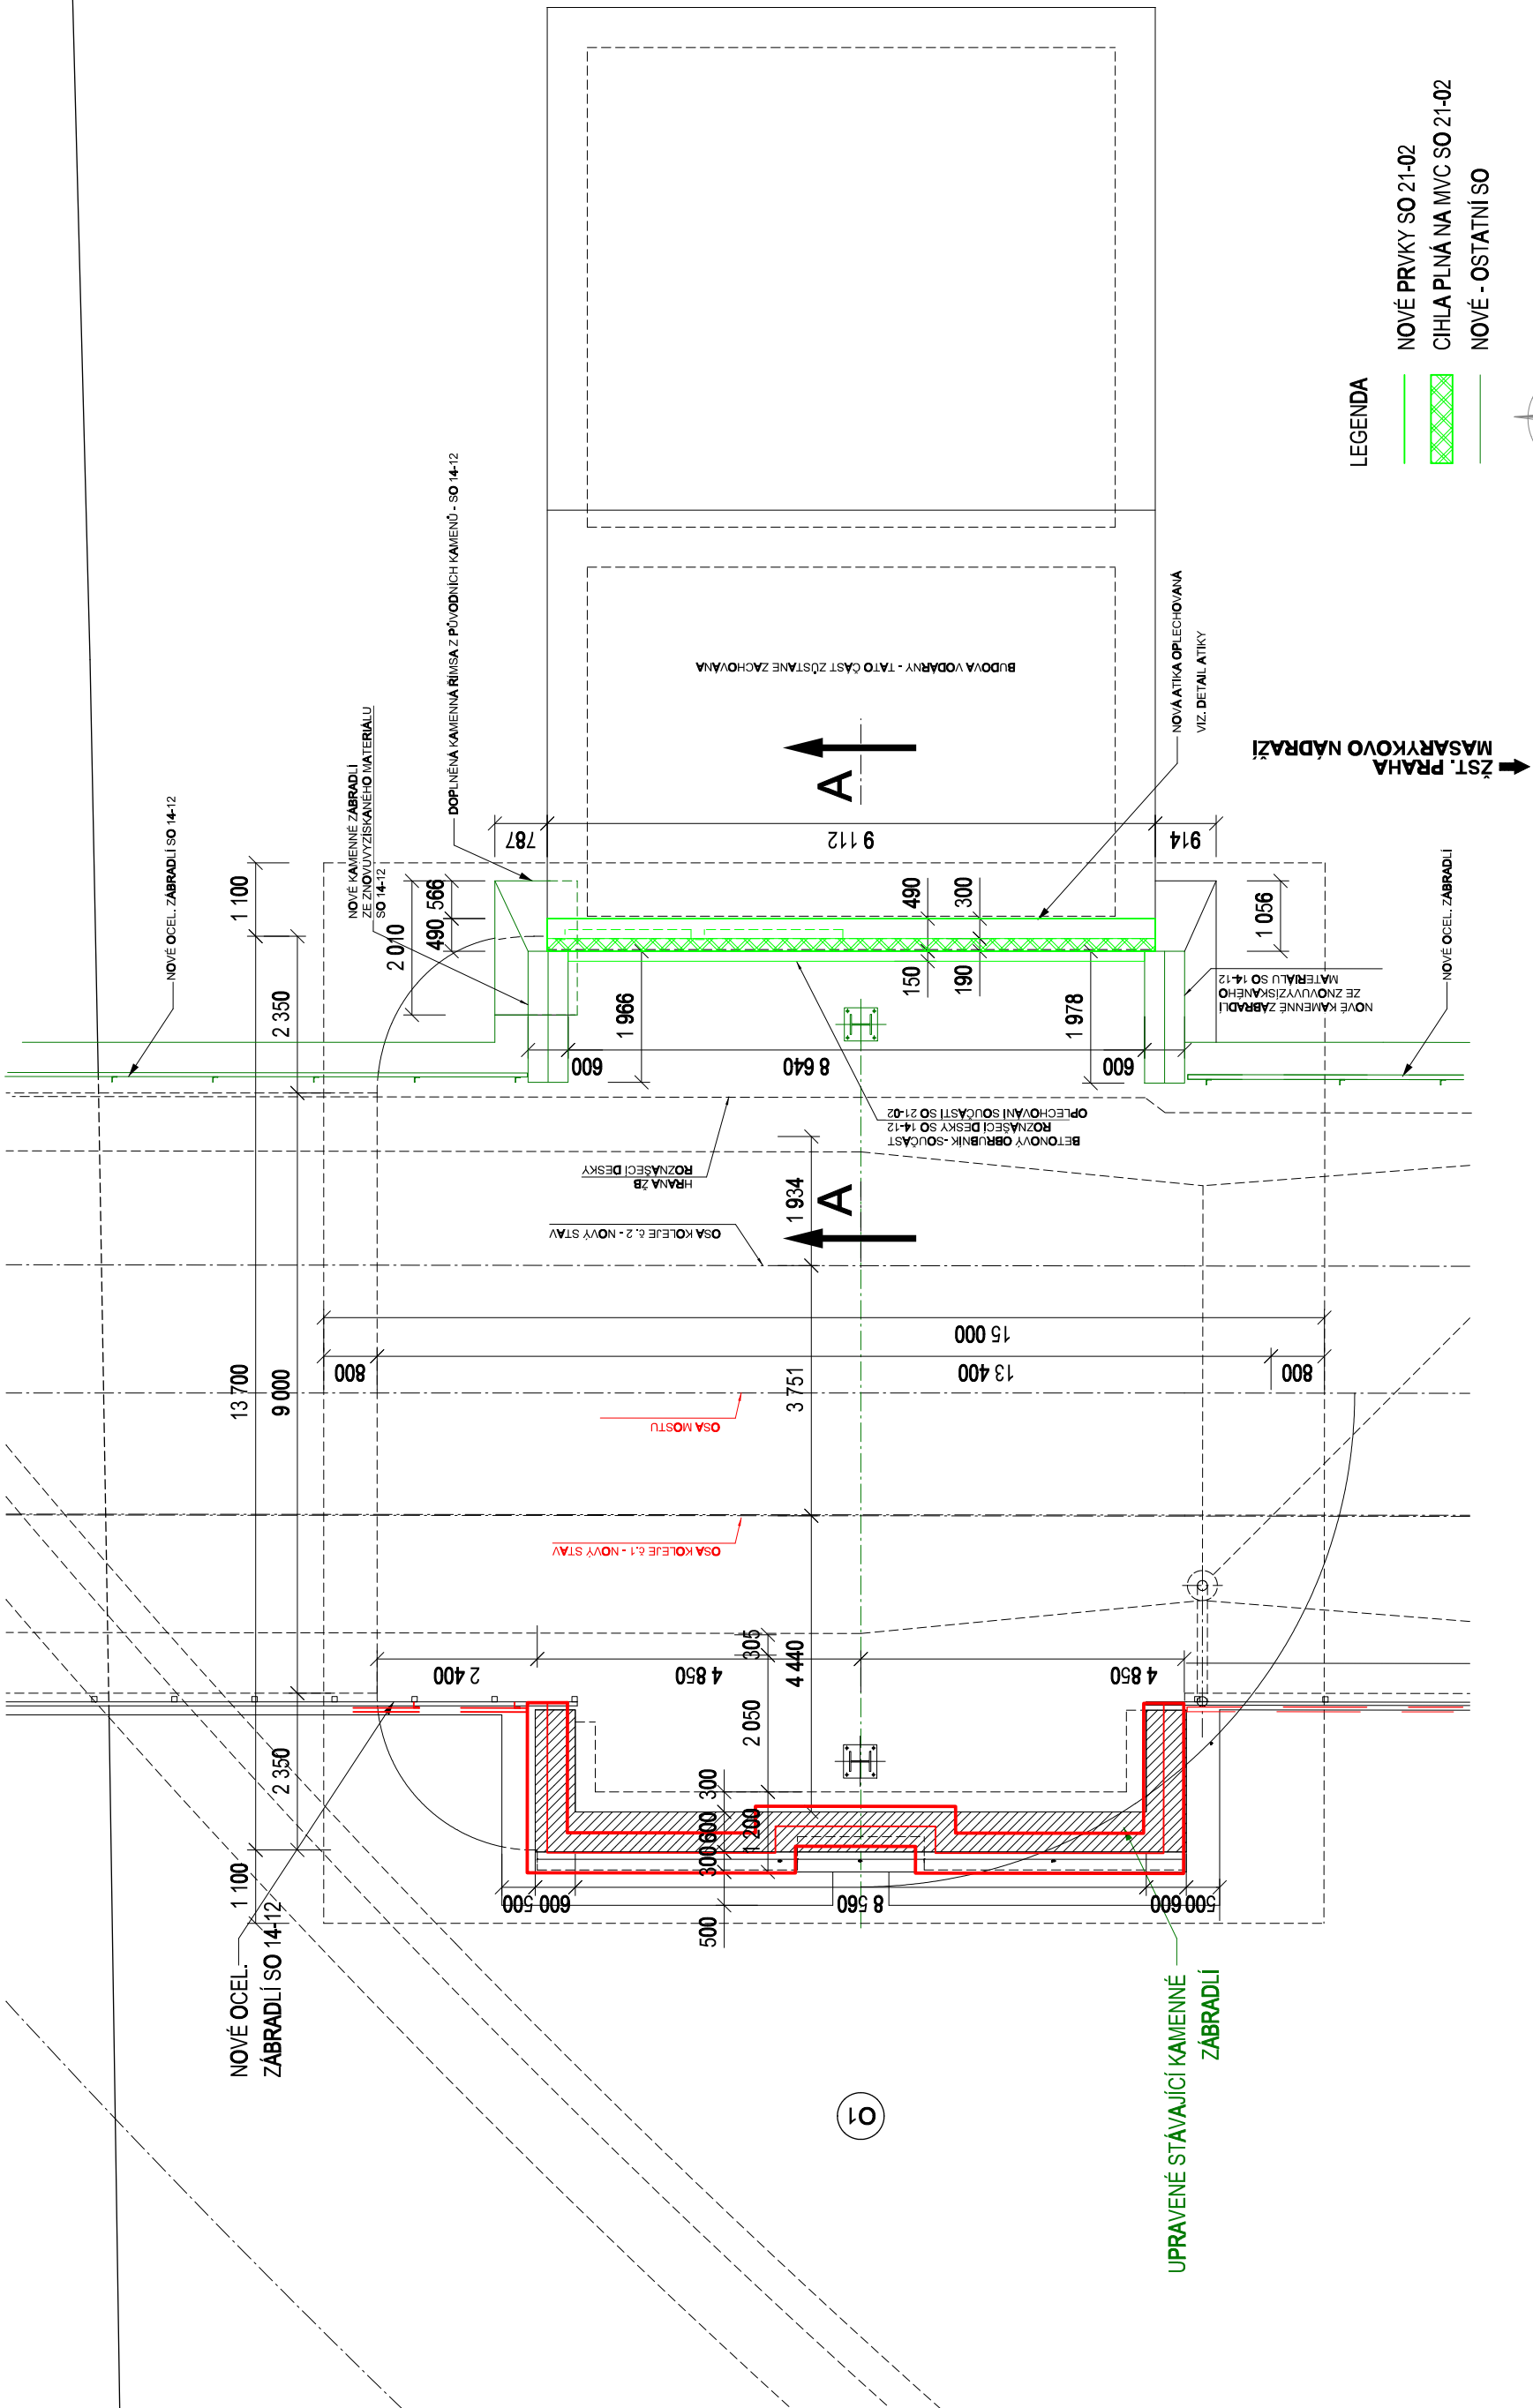 NOVÉ OCEL. ZÁBRADLÍ SO 14-12
NOVÉ KAMENNÉ ZÁBRADLÍ
ZE ZNOVUVYZÍSKANÉHO MATERIÁLU
SO 14-12
DOPLNĚNÁ KAMENNÁ ŘÍMSA Z PŮVODNÍCH KAMENŮ - SO 14-12
BUDOVA VODÁRNY - TATO ČÁST ZŮSTANE ZACHOVÁNA
A
NOVÁ ATIKA OPLECHOVANÁ
VIZ. DETAIL ATIKY
LEGENDA
NOVÉ PRVKY SO 21-02
CIHLA PLNÁ NA MVC SO 21-02
NOVÉ - OSTATNÍ SO
ŽST. PRAHA
MASARYKOVO NÁDRAŽÍ
787
9 112
914
1 100
2 350
13 700
9 000
2 350
1 100
2 010
490
566
1 966
490
300
150
190
1 978
1 056
600
8 640
600
NOVÉ KAMENNÉ ZÁBRADLÍ
ZE ZNOVUVYZÍSKANÉHO
MATERIÁLU SO 14-12
NOVÉ OCEL. ZÁBRADLÍ
BETONOVÝ OBRUBNÍK -SOUČÁST
ROZNÁŠECÍ DESKY SO 14-12
OPLECHOVÁNÍ SOUČÁSTÍ SO 21-02
HRANA ŽB
ROZNÁŠECÍ DESKY
OSA KOLEJE č. 2 - NOVÝ STAV
1 934
A
15 000
800
13 400
800
3 751
OSA MOSTU
OSA KOLEJE č.1 - NOVÝ STAV
2 400
4 850
4 850
305
4 440
2 050
300
600
300
1 200
500
500
600
8 560
600
500
NOVÉ OCEL.
ZÁBRADLÍ SO 14-12
UPRAVENÉ STÁVAJÍCÍ KAMENNÉ
ZÁBRADLÍ
O1